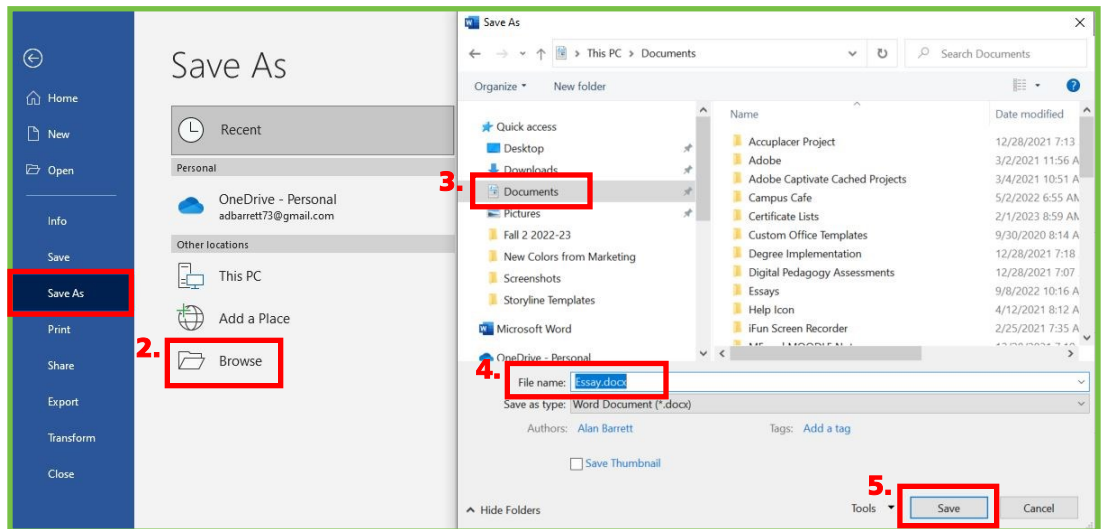 Home
New
Open
Info
Save
Save As
Print
Share
Export
Transform
Close
Save As
Recent
Personal
OneDrive - Personal
adbarrett73@gmail.com
Other locations
This PC
Add a Place
2.
Browse
Save As
This PC > Documents
Search Documents
Organize
New folder
Quick access
Desktop
Downloads
3.
Documents
Pictures
Fall 2 2022-23
New Colors from Marketing
Screenshots
Storyline Templates
Microsoft Word
OneDrive - Personal
Name Date modified
Accuplacer Project 12/28/2021 7:13
Adobe 3/2/2021 11:56 A
Adobe Captivate Cached Projects 3/4/2021 10:51 A
Campus Cafe 5/2/2022 6:55 AM
Certificate Lists 2/1/2023 8:59 AM
Custom Office Templates 9/30/2020 8:14 A
Degree Implementation 12/28/2021 7:18
Digital Pedagogy Assessments 12/28/2021 7:07
Essays 9/8/2022 10:16 A
Help Icon 4/12/2021 8:12 A
iFun Screen Recorder 2/25/2021 7:35 A
4.
File name: Essay.docx
Save as type: Word Document (*.docx)
Authors: Alan Barrett Tags: Add a tag
Save Thumbnail
5.
Hide Folders Tools Save Cancel